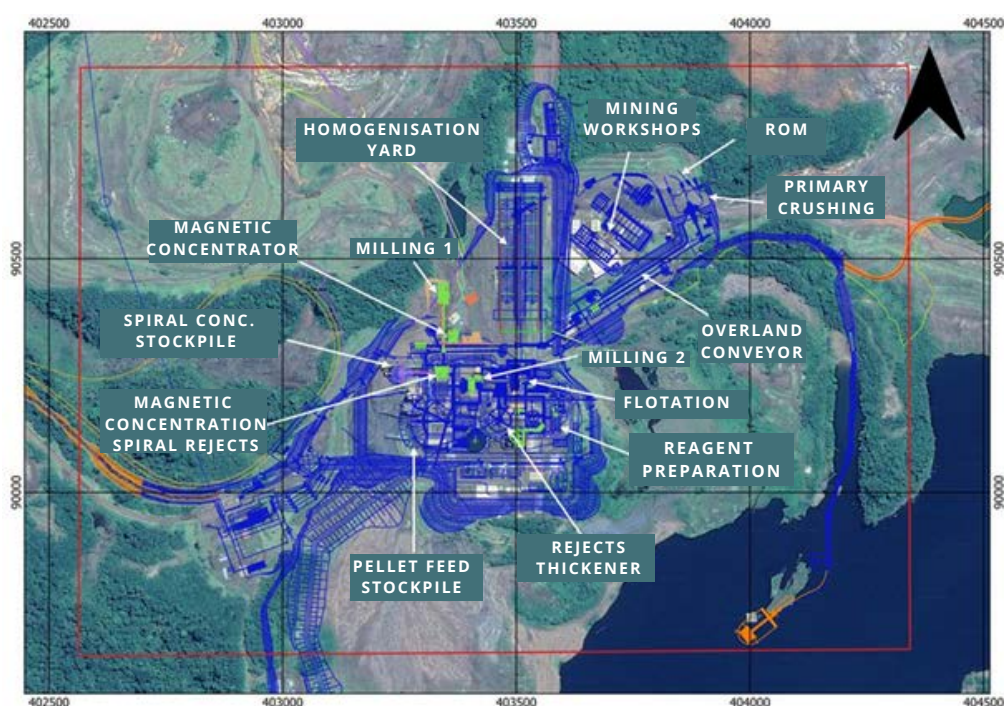 402500 403000 403500 404000 404500
MINING
WORKSHOPS
ROM
HOMOGENISATION
YARD
PRIMARY
CRUSHING
MAGNETIC
CONCENTRATOR
MILLING 1
90500
90500
SPIRAL CONC.
STOCKPILE
OVERLAND
CONVEYOR
MILLING 2
MAGNETIC
CONCENTRATION
SPIRAL REJECTS
FLOTATION
REAGENT
PREPARATION
90000
90000
REJECTS
THICKENER
PELLET FEED
STOCKPILE
402500 403000 403500 404000 404500